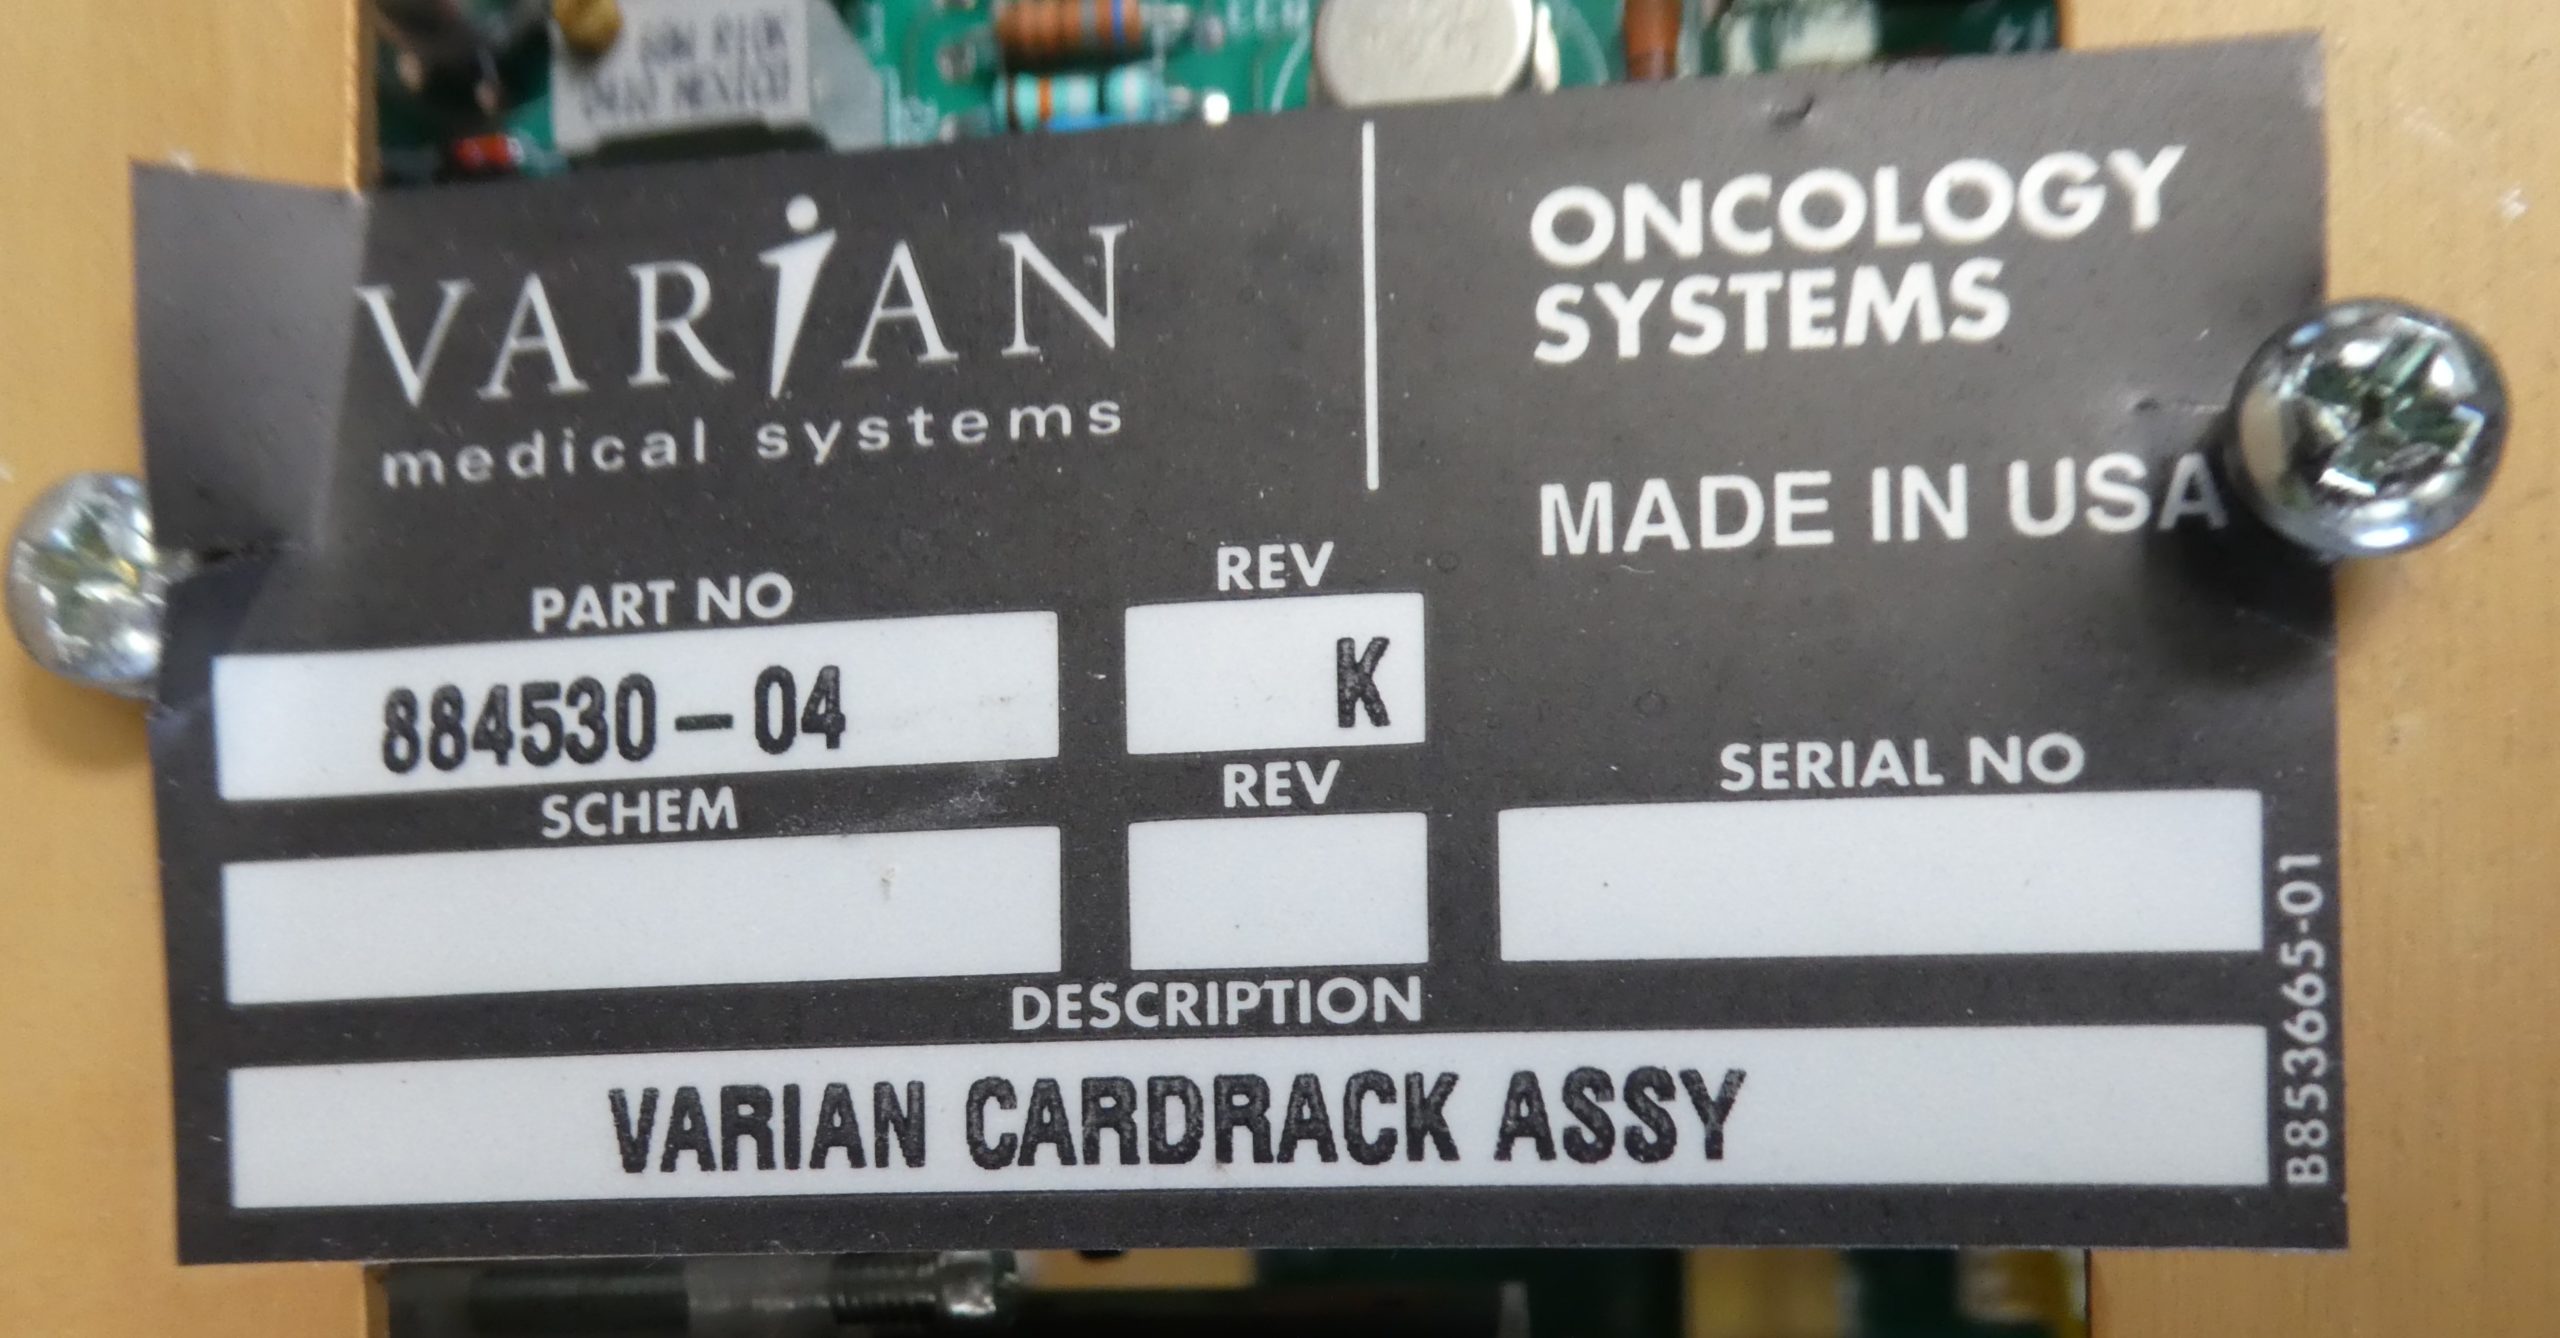 VARiAN
medical systems
ONCOLOGY
SYSTEMS
MADE IN USA
PART NO
REV
884530-04
K
SCHEM
REV
SERIAL NO
DESCRIPTION
VARIAN CARDRACK ASSY
B853665-01